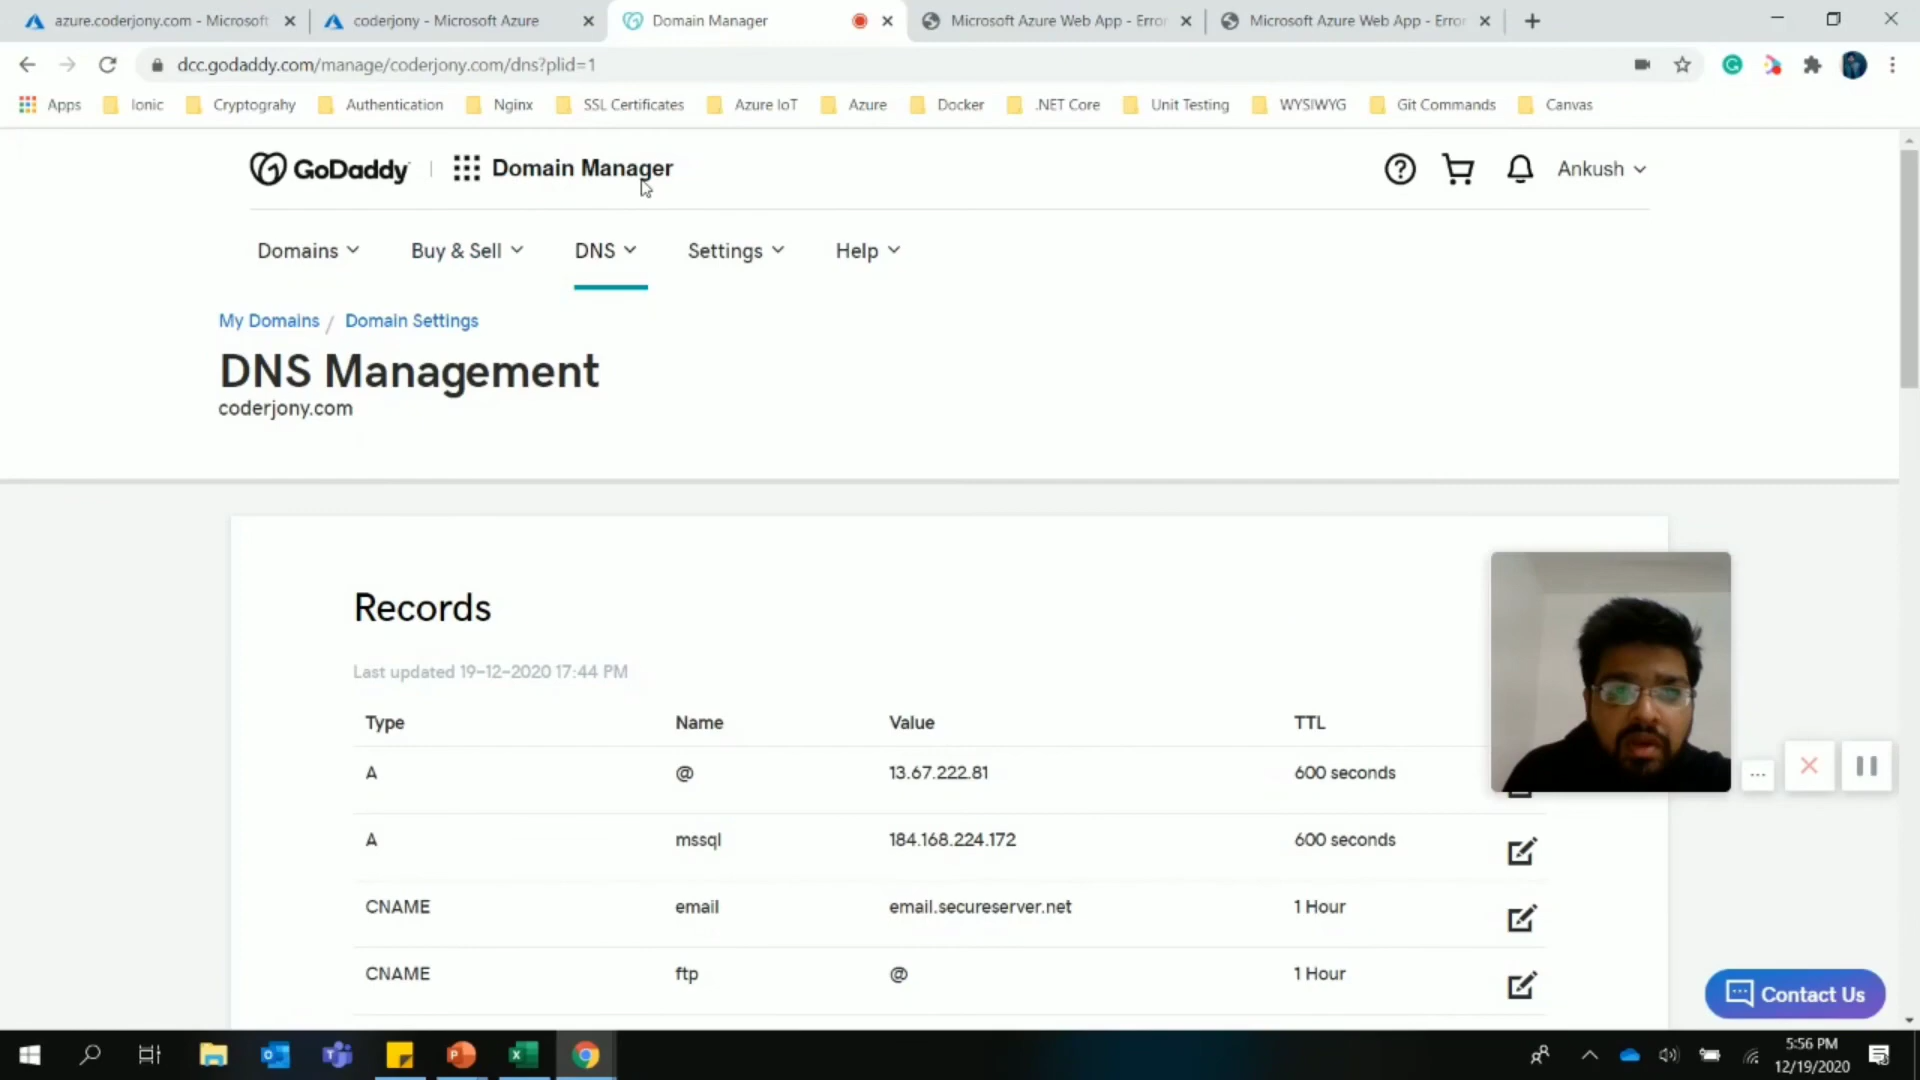 azure.coderjony.com - Microsoft
coderjony - Microsoft Azure
Domain Manager
Microsoft Azure Web App - Error
Microsoft Azure Web App - Error
dcc.godaddy.com/manage/coderjony.com/dns?plid=1
Apps Ionic Cryptograhy Authentication Nginx SSL Certificates Azure IoT Azure Docker .NET Core Unit Testing WYSIWYG Git Commands Canvas
GoDaddy Domain Manager Ankush
Domains Buy & Sell DNS Settings Help
My Domains / Domain Settings
DNS Management
coderjony.com
Records
Last updated 19-12-2020 17:44 PM
Type Name Value TTL
A @ 13.67.222.81 600 seconds
A mssql 184.168.224.172 600 seconds
CNAME email email.secureserver.net 1 Hour
CNAME ftp @ 1 Hour
Contact Us
5:56 PM
12/19/2020